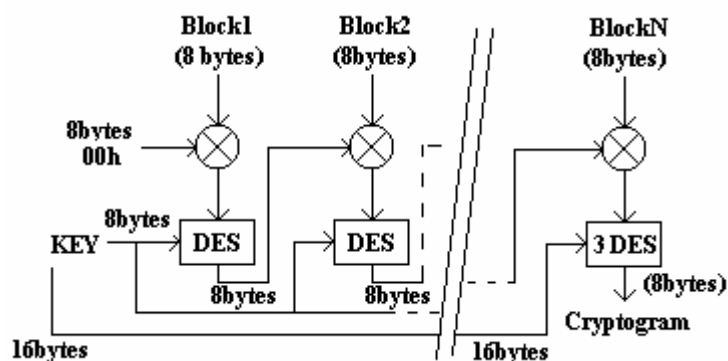 Block1
(8 bytes)
Block2
(8bytes)
BlockN
(8bytes)
8bytes
00h
8bytes
KEY
DES
DES
3 DES
8bytes
8bytes
(8bytes)
Cryptogram
16bytes
16bytes